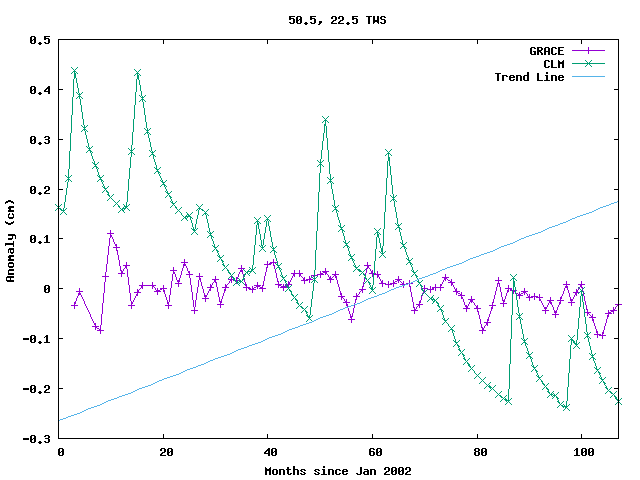 50.5, 22.5 TWS
GRACE
CLM
Trend Line
0.5
0.4
0.3
0.2
0.1
0
-0.1
-0.2
-0.3
Anomaly (cm)
0 20 40 60 80 100
Months since Jan 2002